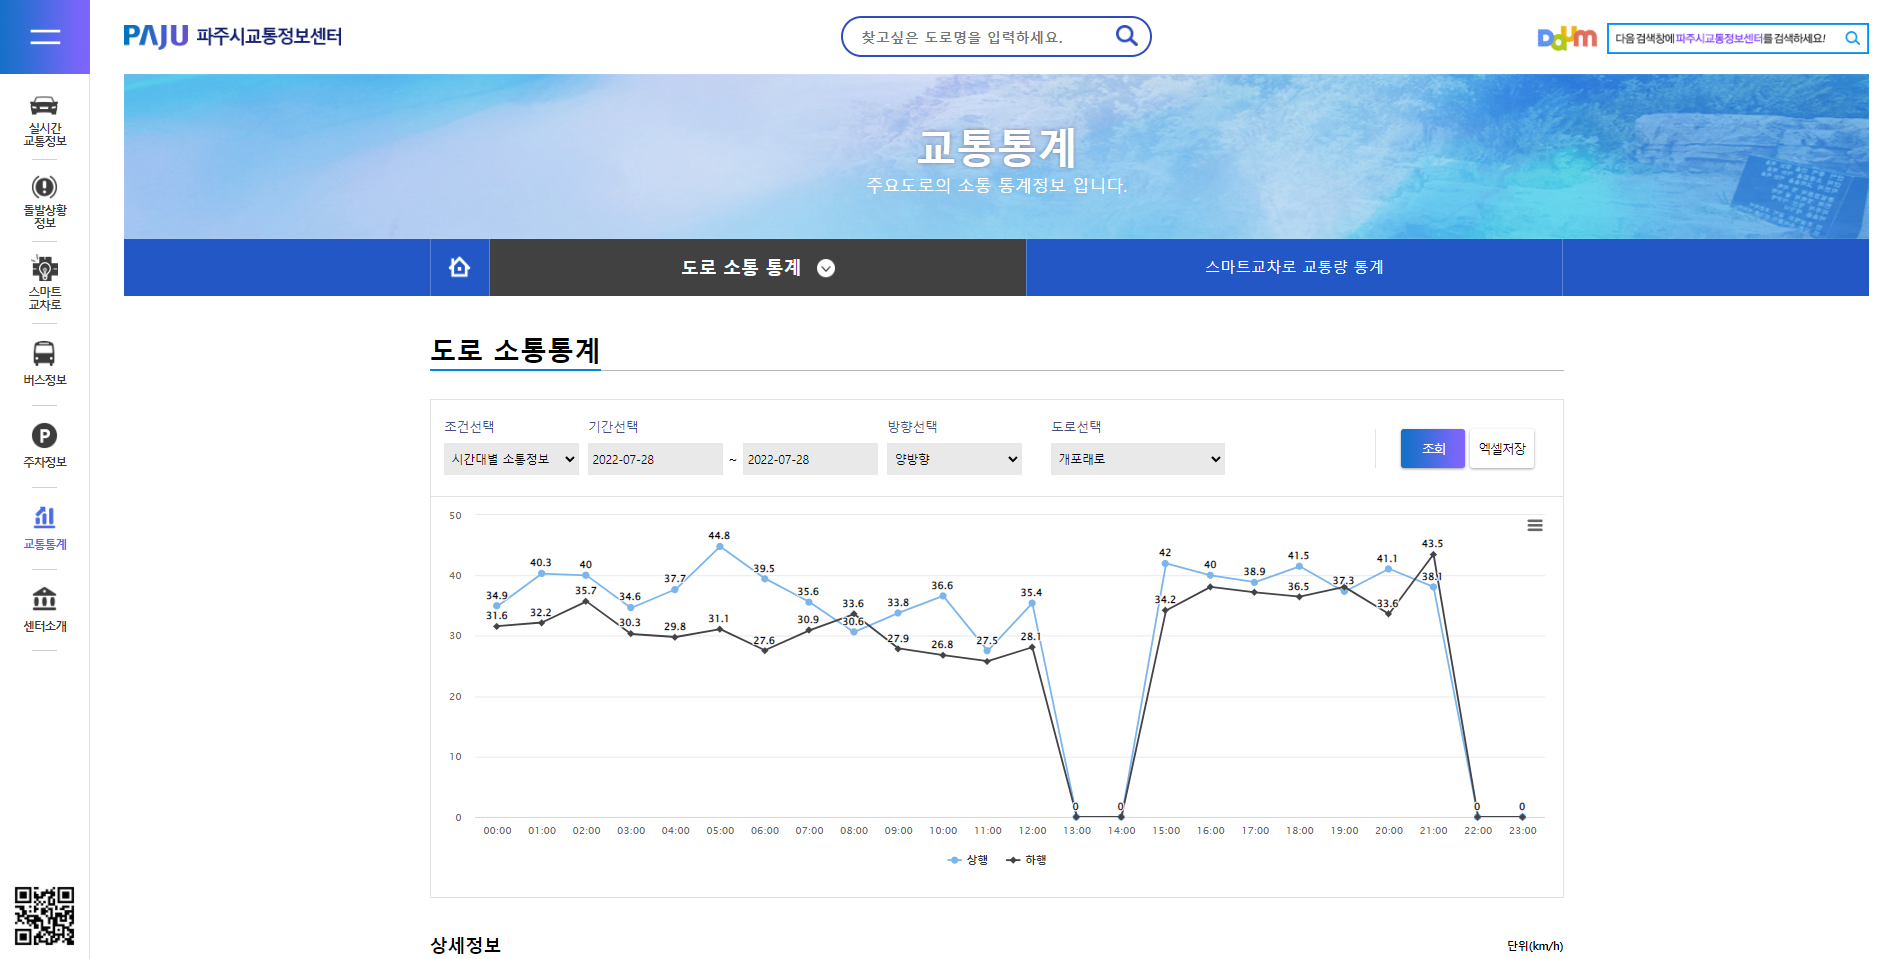 PAJU 파주시교통정보센터
찾고싶은 도로명을 입력하세요.
Daum 다음 검색창에 파주시교통정보센터를 검색하세요!
실시간
교통정보
돌발상황
정보
스마트
교차로
버스정보
P
주차정보
교통통계
센터소개
교통통계
주요도로의 소통 통계정보 입니다.
도로 소통 통계
스마트교차로 교통량 통계
도로 소통통계
조건선택 기간선택 방향선택 도로선택
시간대별 소통정보 2022-07-28 ~ 2022-07-28 양방향 개포래로 조회 엑셀저장
50
40
30
20
10
0
34.9 40.3 40 34.6 37.7 44.8 39.5 35.6 30.6 33.8 36.6 27.5 35.4 0 0 42 40 38.9 41.5 37.3 41.1 38.1 0 0
31.6 32.2 35.7 30.3 29.8 31.1 27.6 30.9 33.6 27.9 26.8 28.1 34.2 36.5 33.6 43.5
00:00 01:00 02:00 03:00 04:00 05:00 06:00 07:00 08:00 09:00 10:00 11:00 12:00 13:00 14:00 15:00 16:00 17:00 18:00 19:00 20:00 21:00 22:00 23:00
상행 하행
상세정보
단위(km/h)